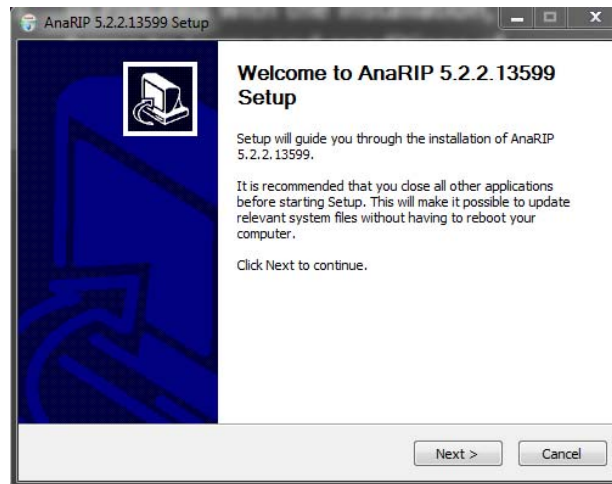 AnaRIP 5.2.2.13599 Setup
Welcome to AnaRIP 5.2.2.13599
Setup
Setup will guide you through the installation of AnaRIP
5.2.2.13599.
It is recommended that you close all other applications
before starting Setup. This will make it possible to update
relevant system files without having to reboot your
computer.
Click Next to continue.
Next >
Cancel